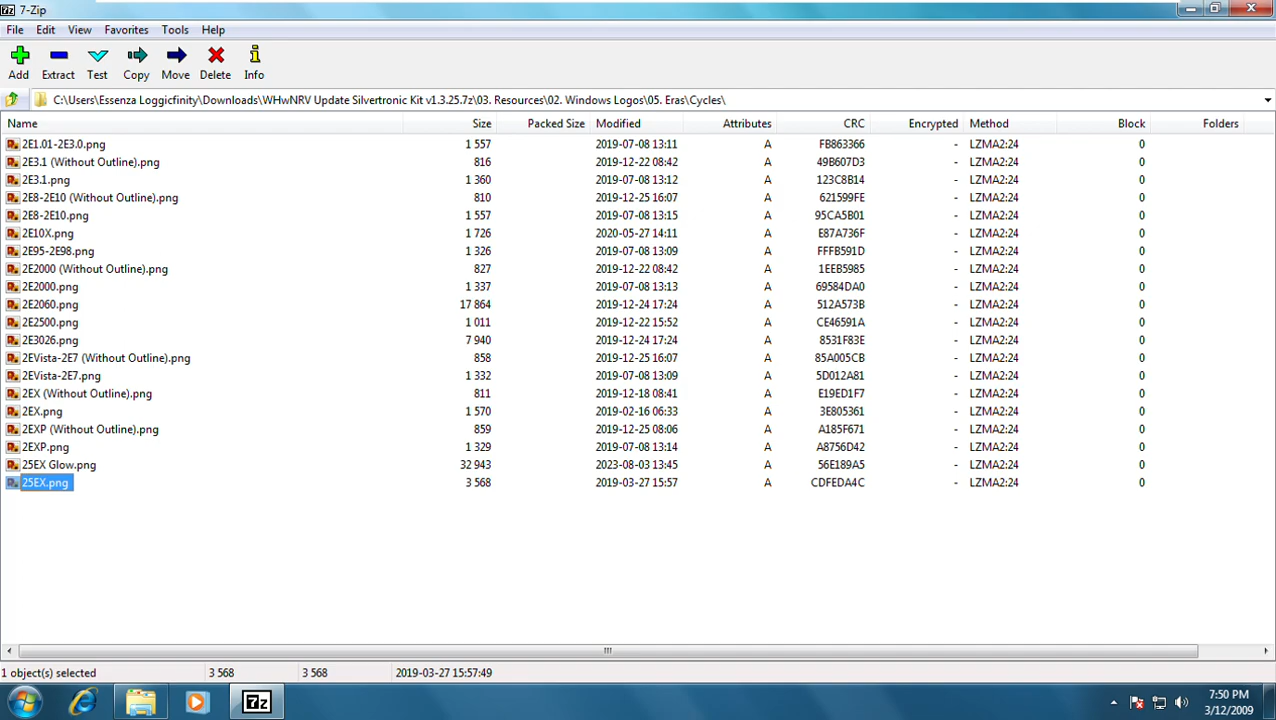 7z 7-Zip
File Edit View Favorites Tools Help
Add Extract Test Copy Move Delete Info
C:\Users\Essenza Loggicfinity\Downloads\WHwNRV Update Silvertronic Kit v1.3.25.7z\03. Resources\02. Windows Logos\05. Eras\Cycles\
Name Size Packed Size Modified Attributes CRC Encrypted Method Block Folders
2E1.01-2E3.0.png 1 557 2019-07-08 13:11 A FB863366 - LZMA2:24 0
2E3.1 (Without Outline).png 816 2019-12-22 08:42 A 49B607D3 - LZMA2:24 0
2E3.1.png 1 360 2019-07-08 13:12 A 123C8B14 - LZMA2:24 0
2E8-2E10 (Without Outline).png 810 2019-12-25 16:07 A 621599FE - LZMA2:24 0
2E8-2E10.png 1 557 2019-07-08 13:15 A 95CA5B01 - LZMA2:24 0
2E10X.png 1 726 2020-05-27 14:11 A E87A736F - LZMA2:24 0
2E95-2E98.png 1 326 2019-07-08 13:09 A FFFB591D - LZMA2:24 0
2E2000 (Without Outline).png 827 2019-12-22 08:42 A 1EEB5985 - LZMA2:24 0
2E2000.png 1 337 2019-07-08 13:13 A 69584DA0 - LZMA2:24 0
2E2060.png 17 864 2019-12-24 17:24 A 512A573B - LZMA2:24 0
2E2500.png 1 011 2019-12-22 15:52 A CE46591A - LZMA2:24 0
2E3026.png 7 940 2019-12-24 17:24 A 8531F83E - LZMA2:24 0
2EVista-2E7 (Without Outline).png 858 2019-12-25 16:07 A 85A005CB - LZMA2:24 0
2EVista-2E7.png 1 332 2019-07-08 13:09 A 5D012A81 - LZMA2:24 0
2EX (Without Outline).png 811 2019-12-18 08:41 A E19ED1F7 - LZMA2:24 0
2EX.png 1 570 2019-02-16 06:33 A 3E805361 - LZMA2:24 0
2EXP (Without Outline).png 859 2019-12-25 08:06 A A185F671 - LZMA2:24 0
2EXP.png 1 329 2019-07-08 13:14 A A8756D42 - LZMA2:24 0
25EX Glow.png 32 943 2023-08-03 13:45 A 56E189A5 - LZMA2:24 0
25EX.png 3 568 2019-03-27 15:57 A CDFEDA4C - LZMA2:24 0
1 object(s) selected 3 568 3 568 2019-03-27 15:57:49
7z 7:50 PM
3/12/2009